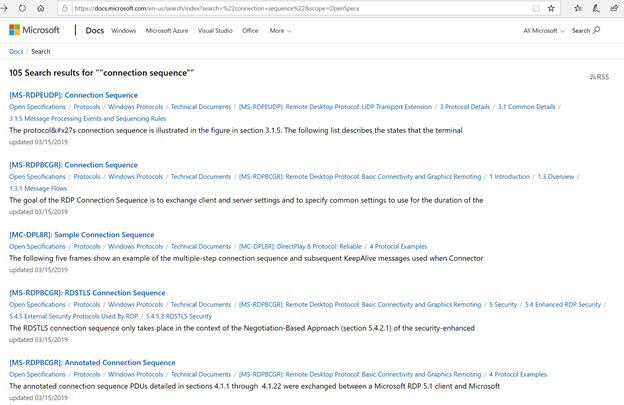 https://docs.microsoft.com/en-us/search/index?search=%22connection+sequence%22&scope=OpenSpecs
Microsoft | Docs Windows Microsoft Azure Visual Studio Office More All Microsoft Search
Docs / Search
105 Search results for ""connection sequence""
RSS
[MS-RDPEUDP]: Connection Sequence
Open Specifications / Protocols / Windows Protocols / Technical Documents / [MS-RDPEUDP]: Remote Desktop Protocol: UDP Transport Extension / 3 Protocol Details / 3.1 Common Details /
3.1.5 Message Processing Events and Sequencing Rules
The protocol&#x27s connection sequence is illustrated in the figure in section 3.1.5. The following list describes the states that the terminal
updated 03/15/2019
[MS-RDPBCGR]: Connection Sequence
Open Specifications / Protocols / Windows Protocols / Technical Documents / [MS-RDPBCGR]: Remote Desktop Protocol: Basic Connectivity and Graphics Remoting / 1 Introduction / 1.3 Overview /
1.3.1 Message Flows
The goal of the RDP Connection Sequence is to exchange client and server settings and to specify common settings to use for the duration of the
updated 03/15/2019
[MC-DPL8R]: Sample Connection Sequence
Open Specifications / Protocols / Windows Protocols / Technical Documents / [MC-DPL8R]: DirectPlay 8 Protocol: Reliable / 4 Protocol Examples
The following five frames show an example of the multiple-step connection sequence and subsequent KeepAlive messages used when Connector
updated 03/15/2019
[MS-RDPBCGR]: RDSTLS Connection Sequence
Open Specifications / Protocols / Windows Protocols / Technical Documents / [MS-RDPBCGR]: Remote Desktop Protocol: Basic Connectivity and Graphics Remoting / 5 Security / 5.4 Enhanced RDP Security /
5.4.5 External Security Protocols Used By RDP / 5.4.5.3 RDSTLS Security
The RDSTLS connection sequence only takes place in the context of the Negotiation-Based Approach (section 5.4.2.1) of the security-enhanced
updated 03/15/2019
[MS-RDPBCGR]: Annotated Connection Sequence
Open Specifications / Protocols / Windows Protocols / Technical Documents / [MS-RDPBCGR]: Remote Desktop Protocol: Basic Connectivity and Graphics Remoting / 4 Protocol Examples
The annotated connection sequence PDUs detailed in sections 4.1.1 through 4.1.22 were exchanged between a Microsoft RDP 5.1 client and Microsoft
updated 03/15/2019